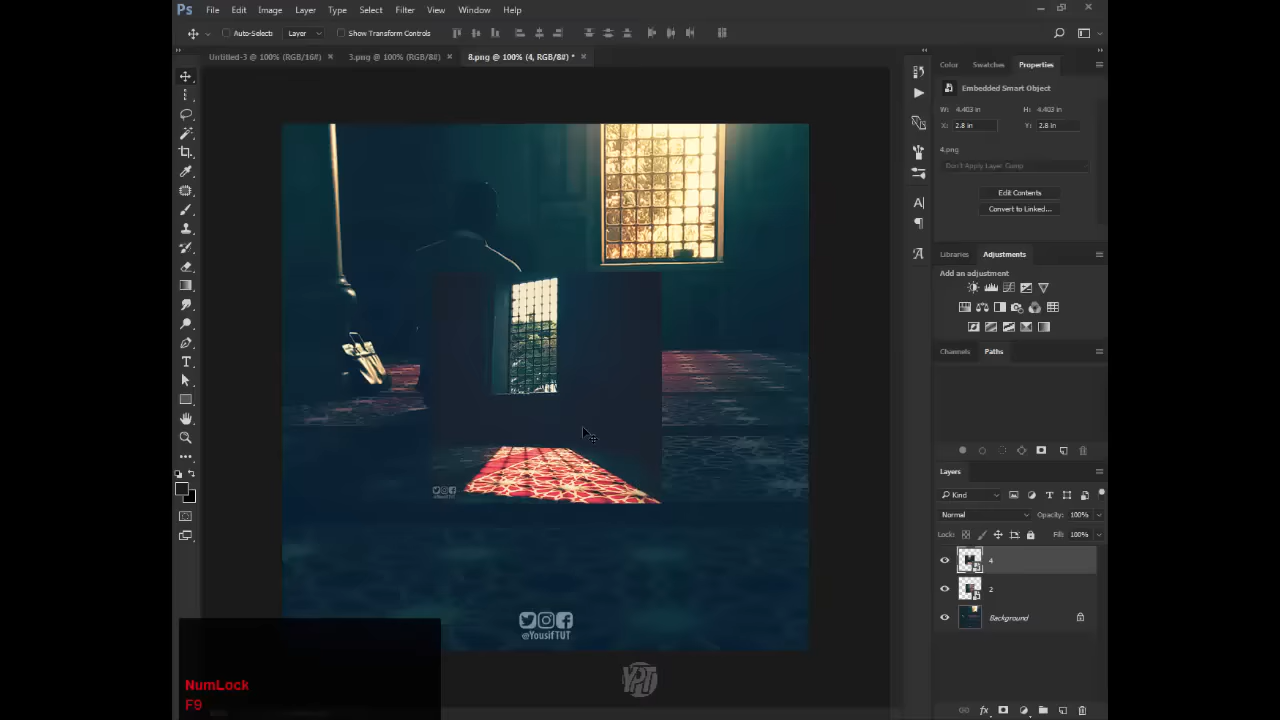 Ps File Edit Image Layer Type Select Filter View Window Help
Auto-Select: Layer Show Transform Controls
Untitled-3 @ 100% (RGB/16#) × 3.png @ 100% (RGB/8#) × 8.png @ 100% (4, RGB/8#) * ×
Color Swatches Properties
Embedded Smart Object
W: 4.403 in H: 4.403 in
X: 2.8 in Y: 2.8 in
4.png
Don't Apply Layer Comp
Edit Contents
Convert to Linked...
Libraries Adjustments
Add an adjustment
Channels Paths
Layers
Kind
Normal Opacity: 100%
Lock: Fill: 100%
4
2
Background
@YousifTUT
YPT
NumLock
F9